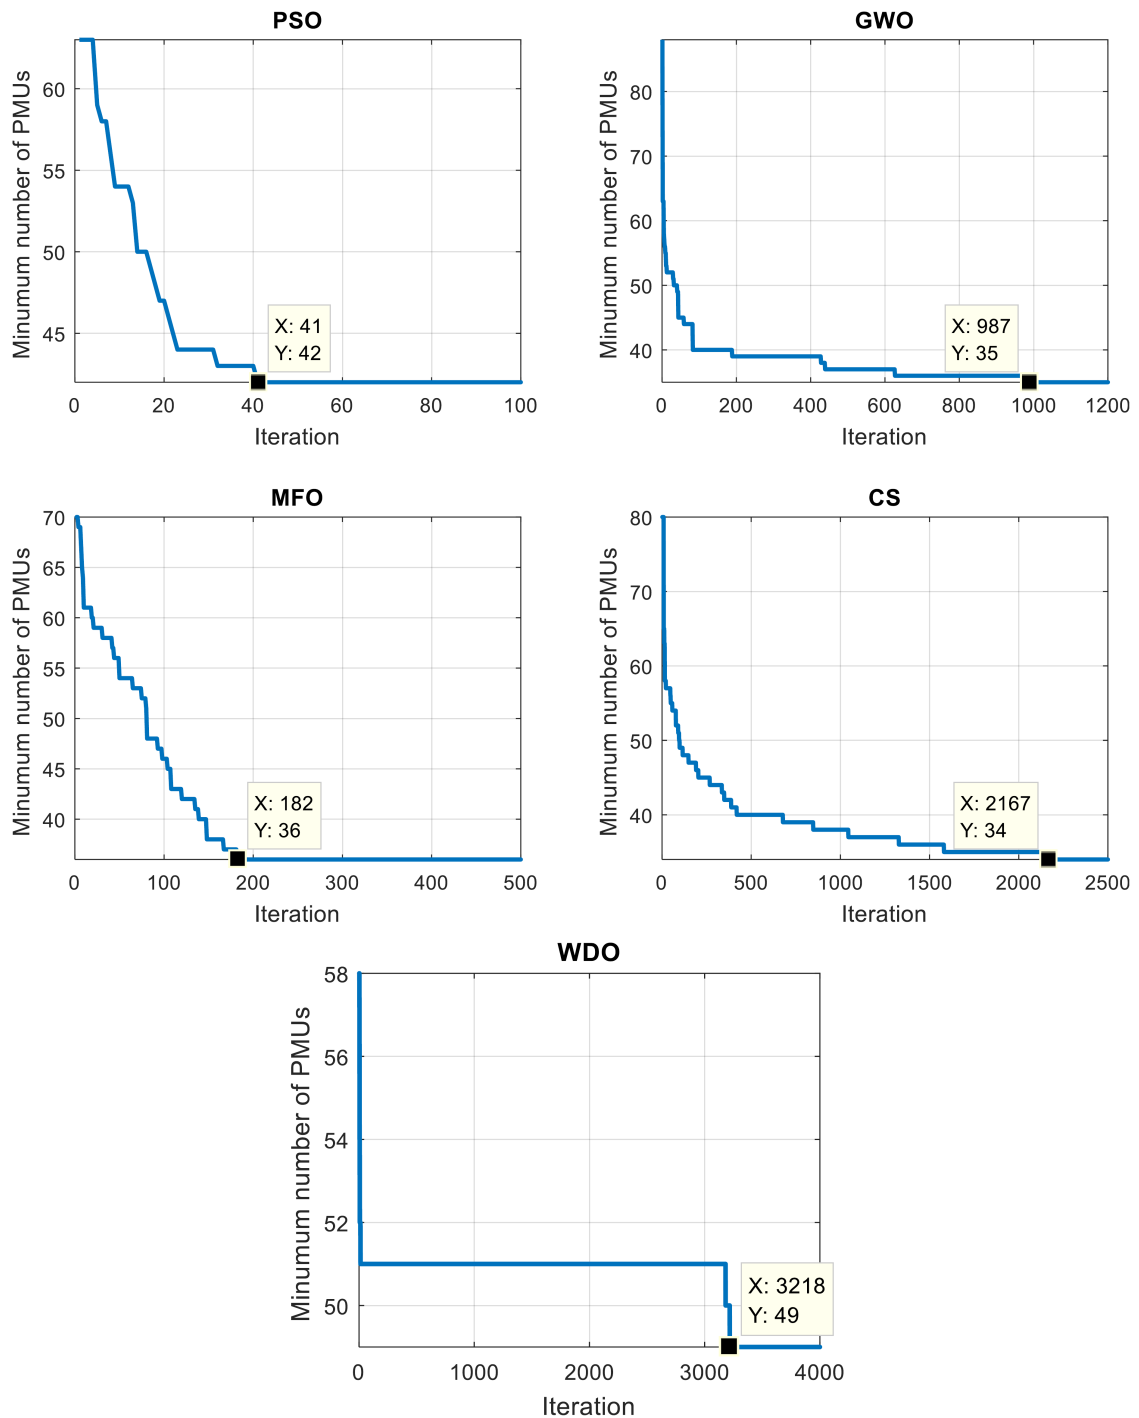 PSO
Minumum number of PMUs
60
55
50
45
X: 41
Y: 42
0 20 40 60 80 100
Iteration
GWO
Minumum number of PMUs
80
70
60
50
40
X: 987
Y: 35
0 200 400 600 800 1000 1200
Iteration
MFO
Minumum number of PMUs
70
65
60
55
50
45
40
X: 182
Y: 36
0 100 200 300 400 500
Iteration
CS
Minumum number of PMUs
80
70
60
50
40
X: 2167
Y: 34
0 500 1000 1500 2000 2500
Iteration
WDO
Minumum number of PMUs
58
56
54
52
50
X: 3218
Y: 49
0 1000 2000 3000 4000
Iteration